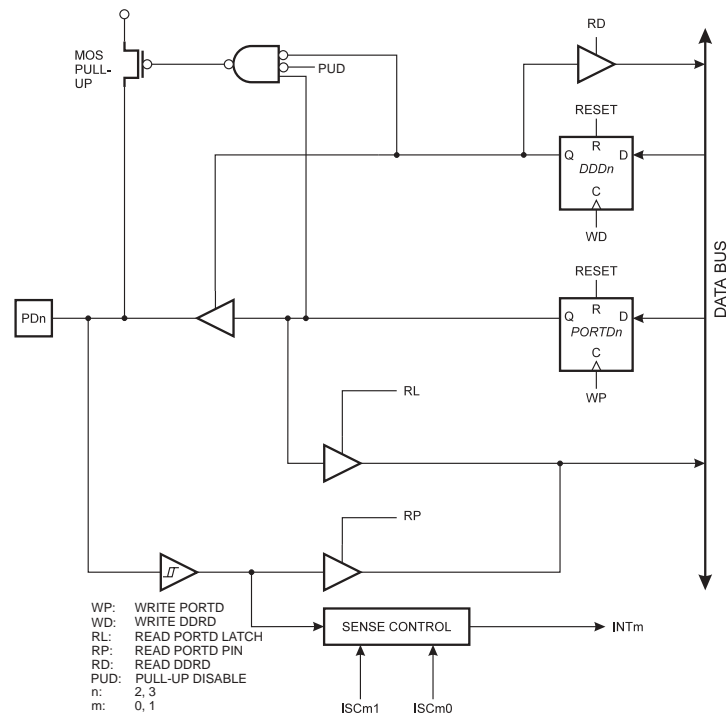 MOS
PULL-
UP
PUD
RD
RESET
R
Q
D
DDDn
C
WD
DATA BUS
RESET
R
Q
D
PORTDn
C
WP
PDn
RL
RP
SENSE CONTROL
INTm
ISCm1
ISCm0
WP: WRITE PORTD
WD: WRITE DDRD
RL: READ PORTD LATCH
RP: READ PORTD PIN
RD: READ DDRD
PUD: PULL-UP DISABLE
n: 2, 3
m: 0, 1